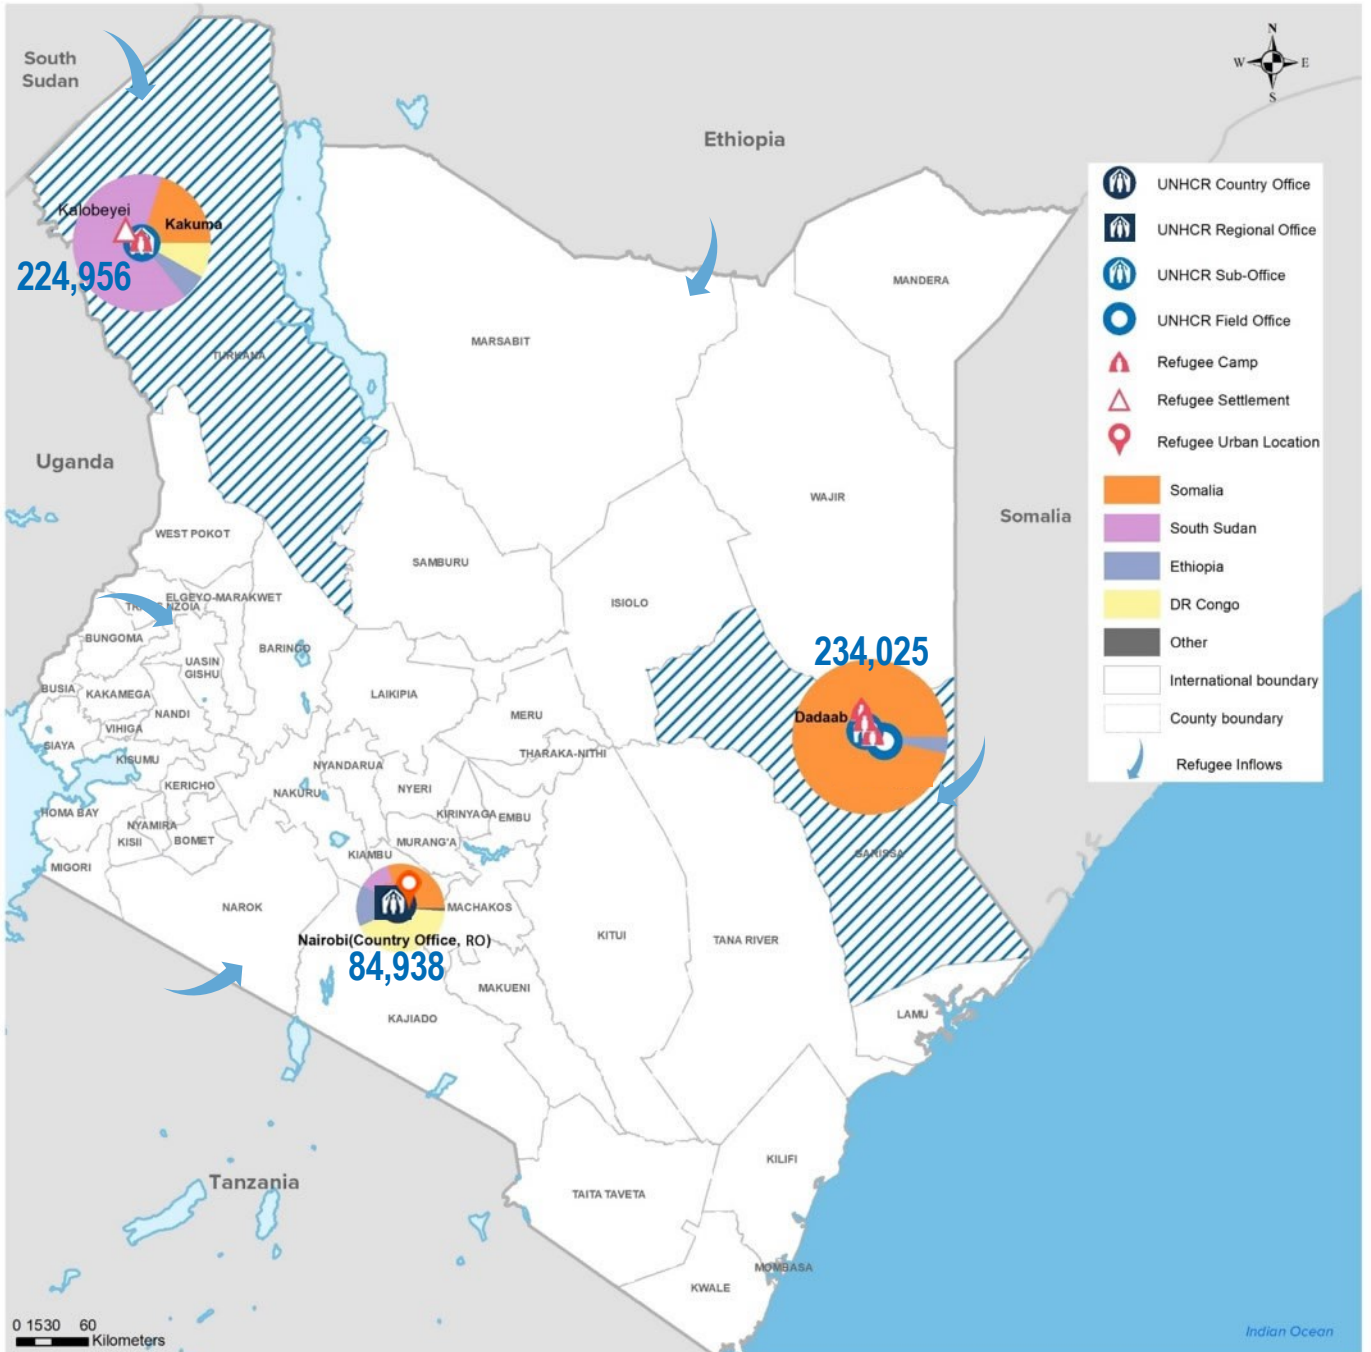 South
Sudan
N
W
E
S
Ethiopia
Kalobeyei
Kakuma
224,956
MANDERA
MARSABIT
TURKANA
Uganda
WAJIR
Somalia
WEST POKOT
SAMBURU
ISIOLO
ELGEYO-MARAKWET
NZOIA
BUNGOMA
BARINGO
UASIN
GISHU
234,025
BUSIA
KAKAMEGA
LAIKIPIA
NANDI
MERU
Dadaab
VIHIGA
SIAYA
KISUMU
THARAKA-NITHI
NYANDARUA
KERICHO
NAKURU
NYERI
HOMA BAY
KIRINYAGA
EMBU
NYAMIRA
KISII
BOMET
MURANG'A
KIAMBU
GARISSA
MIGORI
NAROK
MACHAKOS
KITUI
TANA RIVER
Nairobi(Country Office, RO)
84,938
MAKUENI
KAJIADO
LAMU
KILIFI
Tanzania
TAITA TAVETA
MOMBASA
KWALE
0 1530 60
Kilometers
Indian Ocean
UNHCR Country Office
UNHCR Regional Office
UNHCR Sub-Office
UNHCR Field Office
Refugee Camp
Refugee Settlement
Refugee Urban Location
Somalia
South Sudan
Ethiopia
DR Congo
Other
International boundary
County boundary
Refugee Inflows